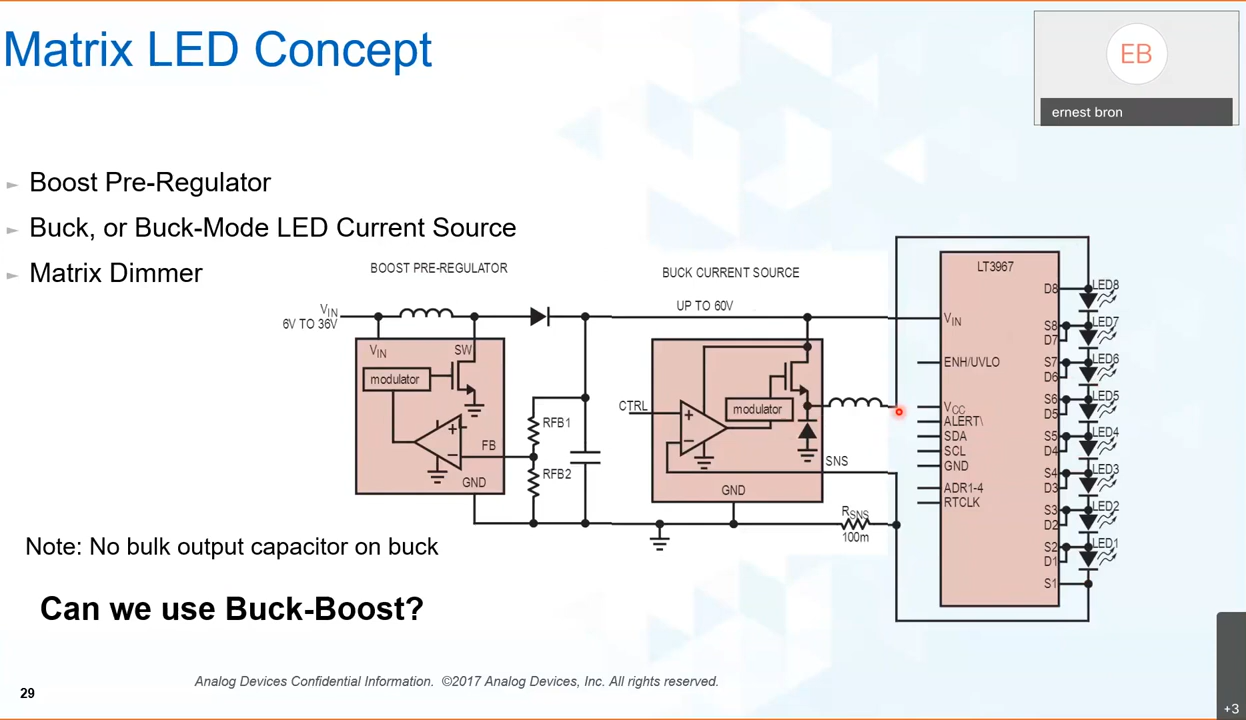 Matrix LED Concept
EB
ernest bron
Boost Pre-Regulator
Buck, or Buck-Mode LED Current Source
Matrix Dimmer
BOOST PRE-REGULATOR
BUCK CURRENT SOURCE
UP TO 60V
VIN
6V TO 36V
VIN
SW
modulator
+
−
FB
GND
RFB1
RFB2
CTRL
+
−
modulator
SNS
GND
RSNS
100m
LT3967
VIN
ENH/UVLO
VCC
ALERT\
SDA
SCL
GND
ADR1-4
RTCLK
D8
S8
D7
S7
D6
S6
D5
S5
D4
S4
D3
S3
D2
S2
D1
S1
LED8
LED7
LED6
LED5
LED4
LED3
LED2
LED1
Note: No bulk output capacitor on buck
Can we use Buck-Boost?
Analog Devices Confidential Information. ©2017 Analog Devices, Inc. All rights reserved.
29
+3